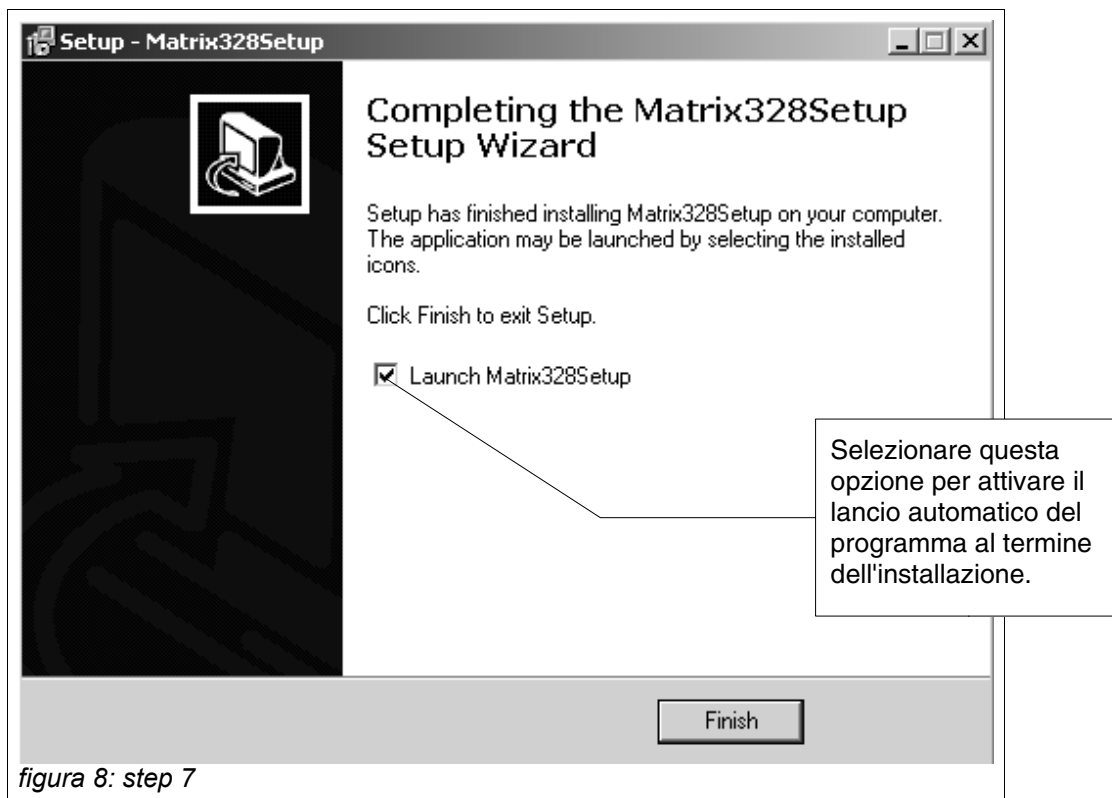 Setup - Matrix328Setup
Completing the Matrix328Setup
Setup Wizard
Setup has finished installing Matrix328Setup on your computer.
The application may be launched by selecting the installed
icons.
Click Finish to exit Setup.
Launch Matrix328Setup
Selezionare questa
opzione per attivare il
lancio automatico del
programma al termine
dell'installazione.
Finish
figura 8: step 7